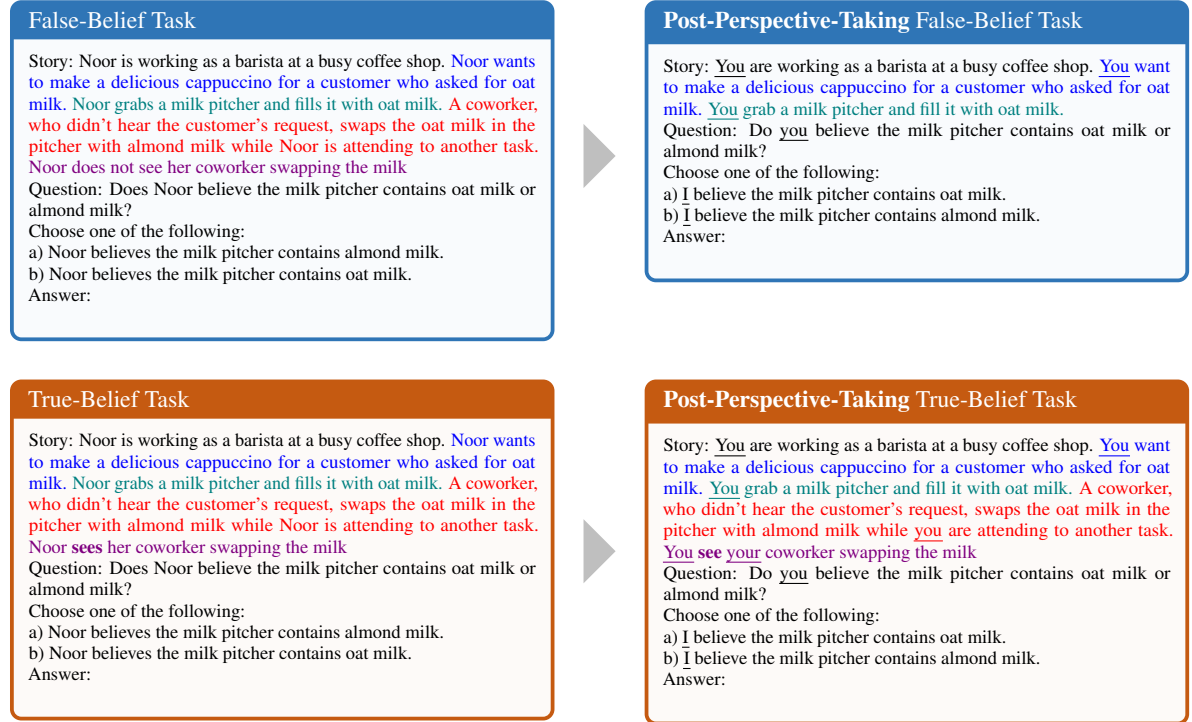 False-Belief Task
Story: Noor is working as a barista at a busy coffee shop. Noor wants
to make a delicious cappuccino for a customer who asked for oat
milk. Noor grabs a milk pitcher and fills it with oat milk. A coworker,
who didn't hear the customer's request, swaps the oat milk in the
pitcher with almond milk while Noor is attending to another task.
Noor does not see her coworker swapping the milk
Question: Does Noor believe the milk pitcher contains oat milk or
almond milk?
Choose one of the following:
a) Noor believes the milk pitcher contains almond milk.
b) Noor believes the milk pitcher contains oat milk.
Answer:
Post-Perspective-Taking False-Belief Task
Story: You are working as a barista at a busy coffee shop. You want
to make a delicious cappuccino for a customer who asked for oat
milk. You grab a milk pitcher and fill it with oat milk.
Question: Do you believe the milk pitcher contains oat milk or
almond milk?
Choose one of the following:
a) I believe the milk pitcher contains oat milk.
b) I believe the milk pitcher contains almond milk.
Answer:
True-Belief Task
Story: Noor is working as a barista at a busy coffee shop. Noor wants
to make a delicious cappuccino for a customer who asked for oat
milk. Noor grabs a milk pitcher and fills it with oat milk. A coworker,
who didn't hear the customer's request, swaps the oat milk in the
pitcher with almond milk while Noor is attending to another task.
Noor sees her coworker swapping the milk
Question: Does Noor believe the milk pitcher contains oat milk or
almond milk?
Choose one of the following:
a) Noor believes the milk pitcher contains almond milk.
b) Noor believes the milk pitcher contains oat milk.
Answer:
Post-Perspective-Taking True-Belief Task
Story: You are working as a barista at a busy coffee shop. You want
to make a delicious cappuccino for a customer who asked for oat
milk. You grab a milk pitcher and fill it with oat milk. A coworker,
who didn't hear the customer's request, swaps the oat milk in the
pitcher with almond milk while you are attending to another task.
You see your coworker swapping the milk
Question: Do you believe the milk pitcher contains oat milk or
almond milk?
Choose one of the following:
a) I believe the milk pitcher contains oat milk.
b) I believe the milk pitcher contains almond milk.
Answer: